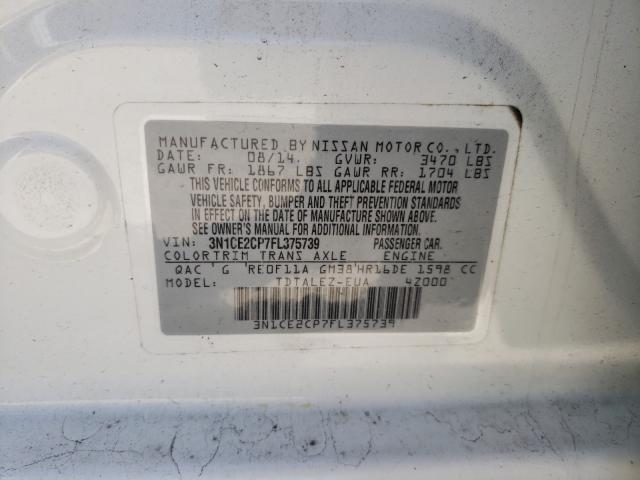 MANUFACTURED BY NISSAN MOTOR CO., LTD.
DATE: 08/14. GVWR: 3470 LBS
GAWR FR: 1867 LBS GAWR RR: 1704 LBS
THIS VEHICLE CONFORMS TO ALL APPLICABLE FEDERAL MOTOR
VEHICLE SAFETY, BUMPER AND THEFT PREVENTION STANDARDS
IN EFFECT ON THE DATE OF MANUFACTURE SHOWN ABOVE.
SEE OWNER'S MANUAL FOR ADDITIONAL INFORMATION.
VIN: 3N1CE2CP7FL375739 PASSENGER CAR.
COLOR TRIM TRANS AXLE ENGINE
QAC ' G ' RE0F11A GM38'HR16DE 1598 CC
MODEL: TDTALEZ-EUA 4Z000
3N1CE2CP7FL375739